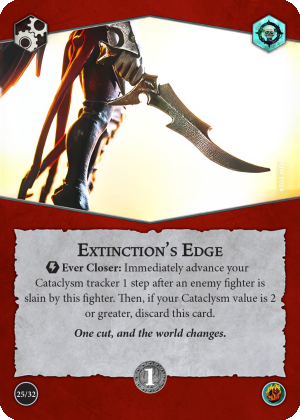 EXTINCTION'S EDGE
Ever Closer: Immediately advance your
Cataclysm tracker 1 step after an enemy fighter is
slain by this fighter. Then, if your Cataclysm value is 2
or greater, discard this card.
One cut, and the world changes.
1
25/32